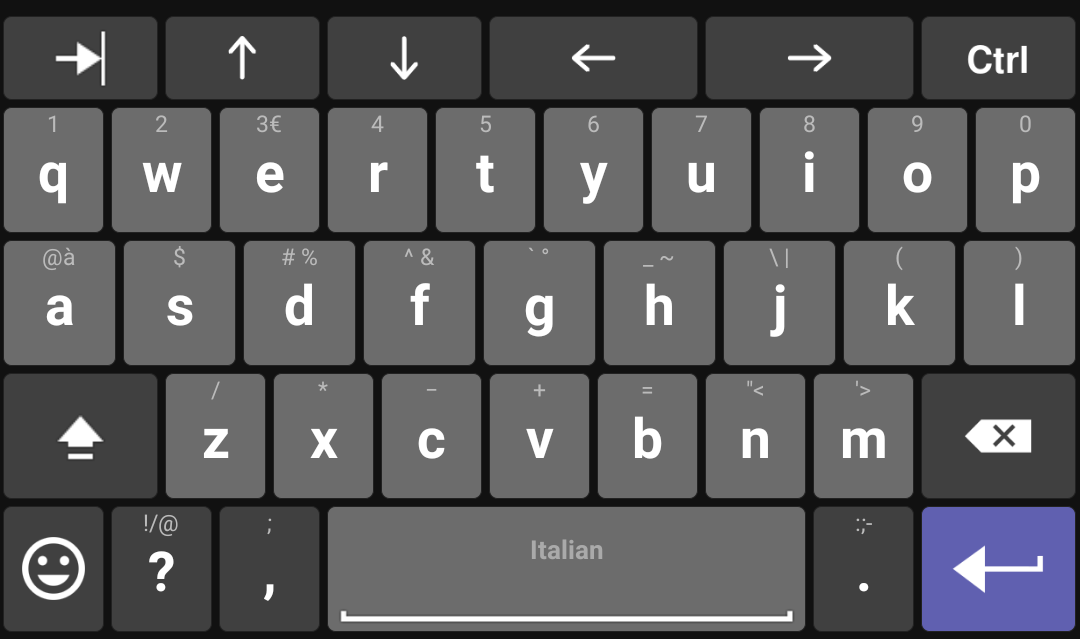 Ctrl
1 2 3€ 4 5 6 7 8 9 0
q w e r t y u i o p
@à $ # % ^ & ` ° _ ~ \ | ( )
a s d f g h j k l
/ * − + = "< '>
z x c v b n m
!/@ ; :;-
? , Italian .